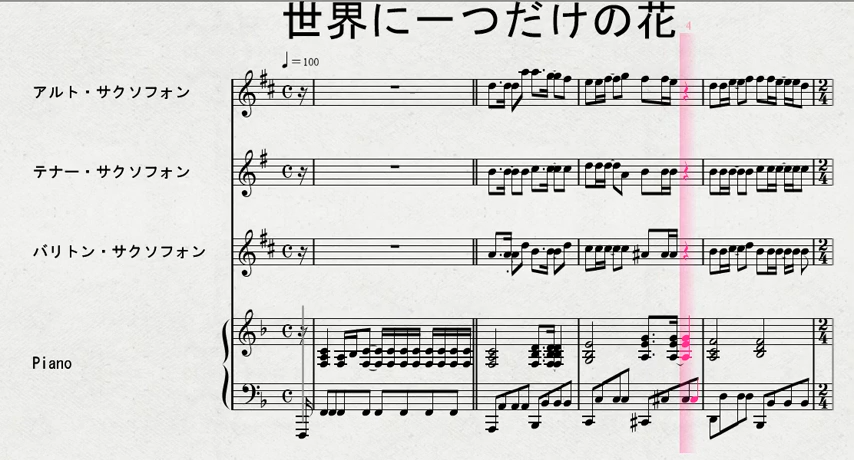 世界に一つだけの花
4
♩=100
アルト・サクソフォン
テナー・サクソフォン
バリトン・サクソフォン
Piano